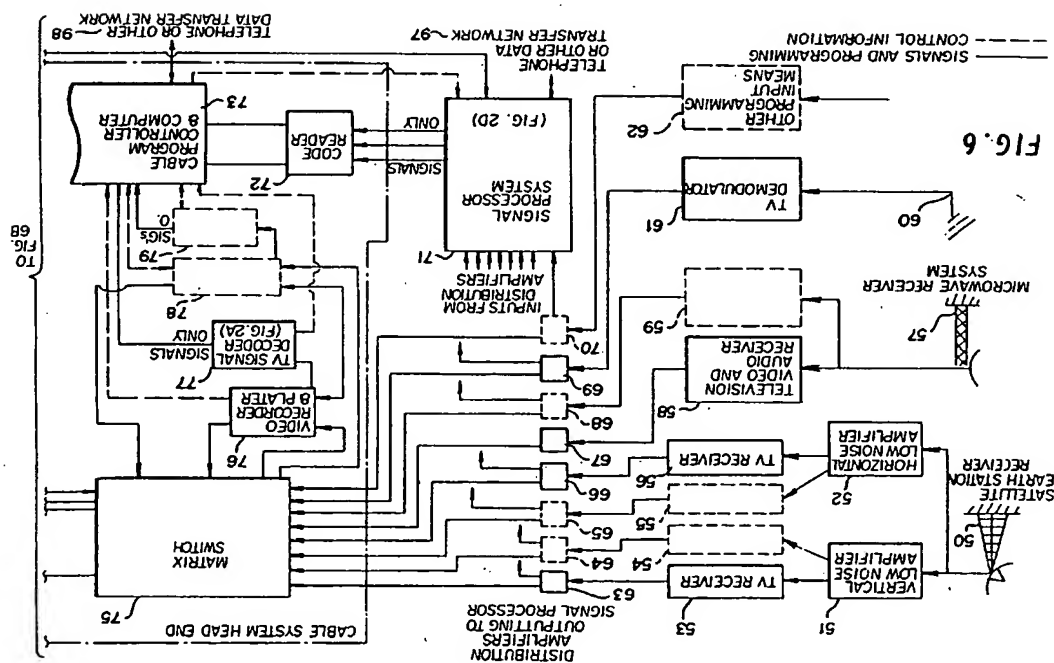 FIG. 6
SIGNALS AND PROGRAMMING
CONTROL INFORMATION
OTHER
PROGRAMMING
INPUT
MEANS
62
TELEPHONE
OR OTHER DATA
TRANSFER NETWORK
97
TELEPHONE OR OTHER
DATA TRANSFER NETWORK
98
60
TV
DEMODULATOR
61
SIGNAL
PROCESSOR
SYSTEM
(FIG. 2D)
71
SIGNALS
ONLY
CODE
READER
72
CABLE
PROGRAM
CONTROLLER
& COMPUTER
73
INPUTS FROM
DISTRIBUTION
AMPLIFIERS
MICROWAVE RECEIVER
SYSTEM
57
TELEVISION
VIDEO AND
AUDIO
RECEIVER
58
59
SATELLITE
EARTH STATION
RECEIVER
50
VERTICAL
LOW NOISE
AMPLIFIER
51
HORIZONTAL
LOW NOISE
AMPLIFIER
52
TV RECEIVER
53
54
55
TV RECEIVER
56
DISTRIBUTION
AMPLIFIERS
OUTPUTTING TO
SIGNAL PROCESSOR
63
64
65
66
67
68
69
70
CABLE SYSTEM HEAD END
MATRIX
SWITCH
75
VIDEO
RECORDER
& PLAYER
76
TV SIGNAL
DECODER
(FIG.2A)
77
SIGNALS
ONLY
78
79
SIG's
O.
TO
FIG.
6B